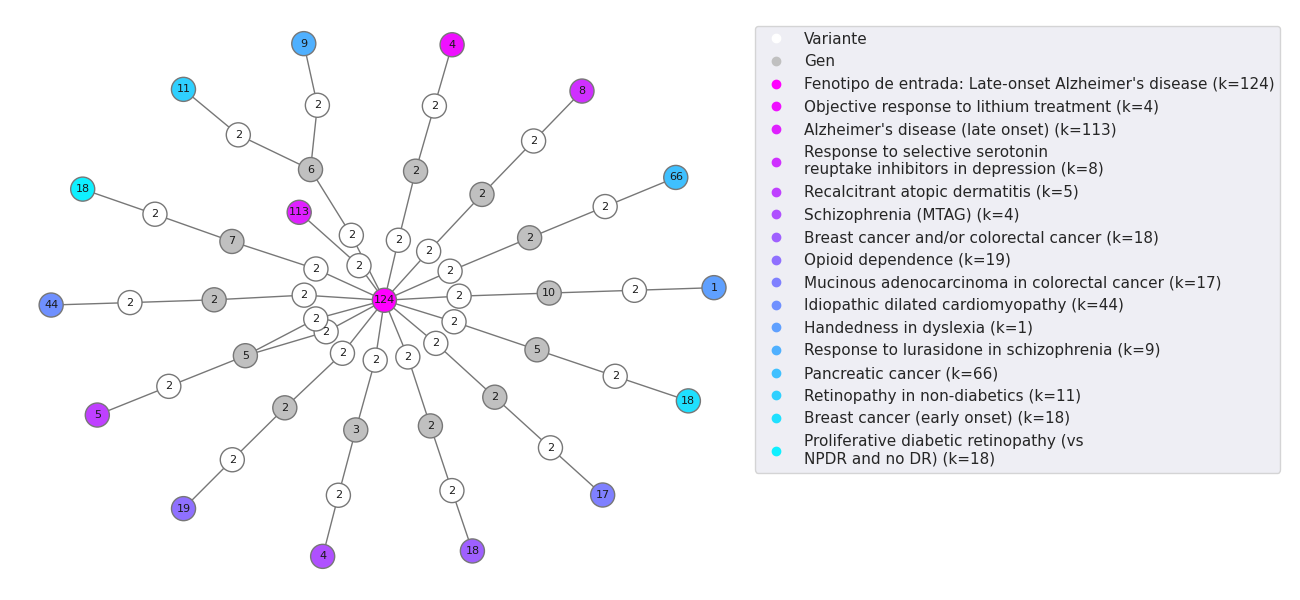 9
4
11
2
2
8
2
2
6
2
66
18
2
2
113
2
2
7
2
2
2
2
2
2
124
2
10
2
1
44
2
2
2
2
2
2
5
2
2
2
5
2
2
5
18
2
2
3
2
2
2
2
19
2
2
17
4
18
Variante
Gen
Fenotipo de entrada: Late-onset Alzheimer's disease (k=124)
Objective response to lithium treatment (k=4)
Alzheimer's disease (late onset) (k=113)
Response to selective serotonin
reuptake inhibitors in depression (k=8)
Recalcitrant atopic dermatitis (k=5)
Schizophrenia (MTAG) (k=4)
Breast cancer and/or colorectal cancer (k=18)
Opioid dependence (k=19)
Mucinous adenocarcinoma in colorectal cancer (k=17)
Idiopathic dilated cardiomyopathy (k=44)
Handedness in dyslexia (k=1)
Response to lurasidone in schizophrenia (k=9)
Pancreatic cancer (k=66)
Retinopathy in non-diabetics (k=11)
Breast cancer (early onset) (k=18)
Proliferative diabetic retinopathy (vs
NPDR and no DR) (k=18)